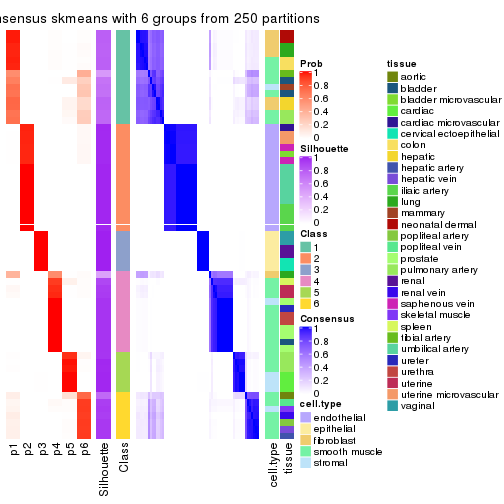 nsensus skmeans with 6 groups from 250 partitions
Prob
1
0.8
0.6
0.4
0.2
0
Silhouette
1
0.8
0.6
0.4
0.2
0
Class
1
2
3
4
5
6
Consensus
1
0.8
0.6
0.4
0.2
0
cell.type
endothelial
epithelial
fibroblast
smooth muscle
stromal
tissue
aortic
bladder
bladder microvascular
cardiac
cardiac microvascular
cervical ectoepithelial
colon
hepatic
hepatic artery
hepatic vein
iliaic artery
lung
mammary
neonatal dermal
popliteal artery
popliteal vein
prostate
pulmonary artery
renal
renal vein
saphenous vein
skeletal muscle
spleen
tibial artery
umbilical artery
ureter
urethra
uterine
uterine microvascular
vaginal
p1
p2
p3
p4
p5
p6
Silhouette
Class
cell.type
tissue